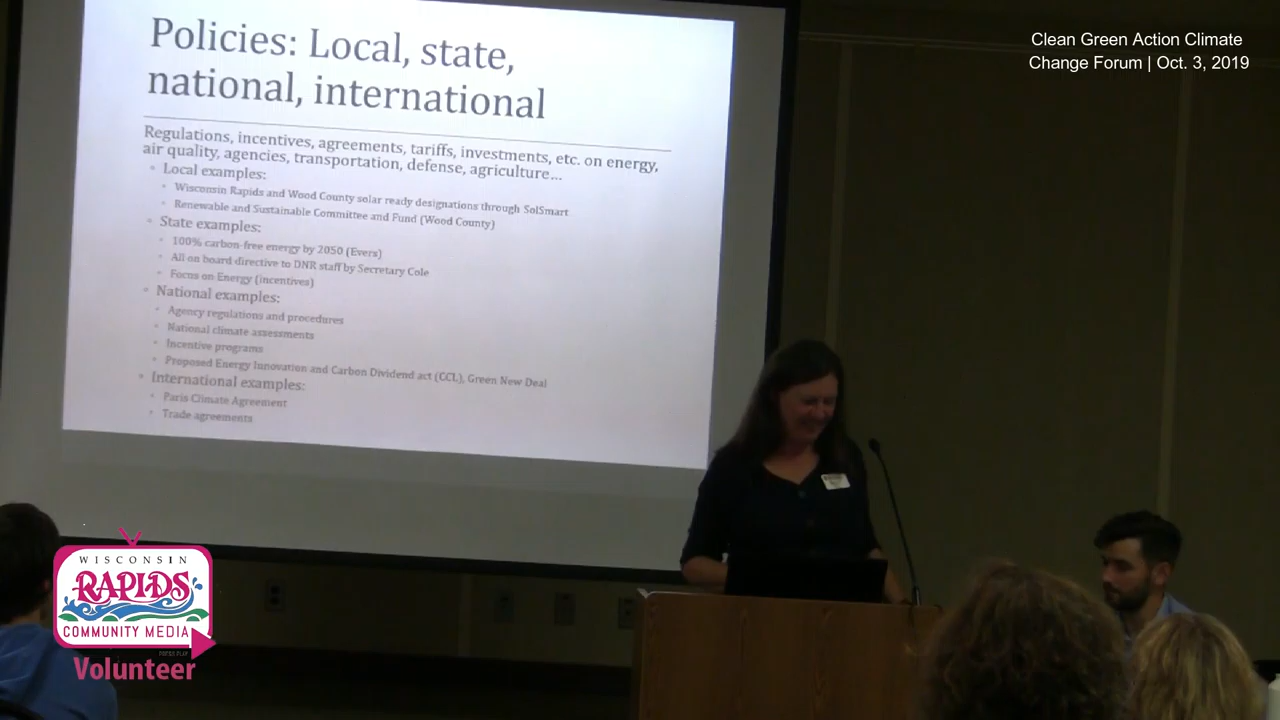 Policies: Local, state,
national, international
Regulations, incentives, agreements, tariffs, investments, etc. on energy,
air quality, agencies, transportation, defense, agriculture...
• Local examples:
• Wisconsin Rapids and Wood County solar ready designations through SolSmart
• Renewable and Sustainable Committee and Fund (Wood County)
• State examples:
• 100% carbon-free energy by 2050 (Evers)
• All on board directive to DNR staff by Secretary Cole
• Focus on Energy (incentives)
• National examples:
• Agency regulations and procedures
• National climate assessments
• Incentive programs
• Proposed Energy Innovation and Carbon Dividend act (CCL), Green New Deal
• International examples:
• Paris Climate Agreement
• Trade agreements
Clean Green Action Climate
Change Forum | Oct. 3, 2019
WISCONSIN
RAPIDS
COMMUNITY MEDIA
Volunteer